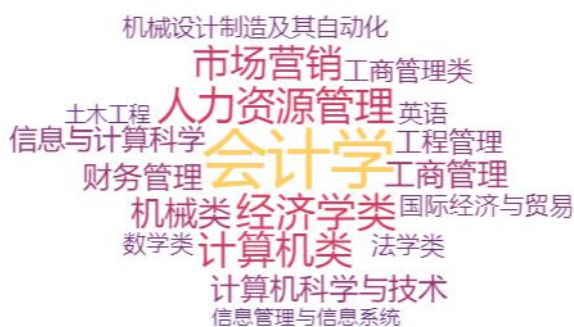 机械设计制造及其自动化
市场营销 工商管理类
土木工程 人力资源管理 英语
信息与计算科学 会计学 工程管理
财务管理 工商管理
机械类 经济学类 国际经济与贸易
数学类 计算机类 法学类
计算机科学与技术
信息管理与信息系统